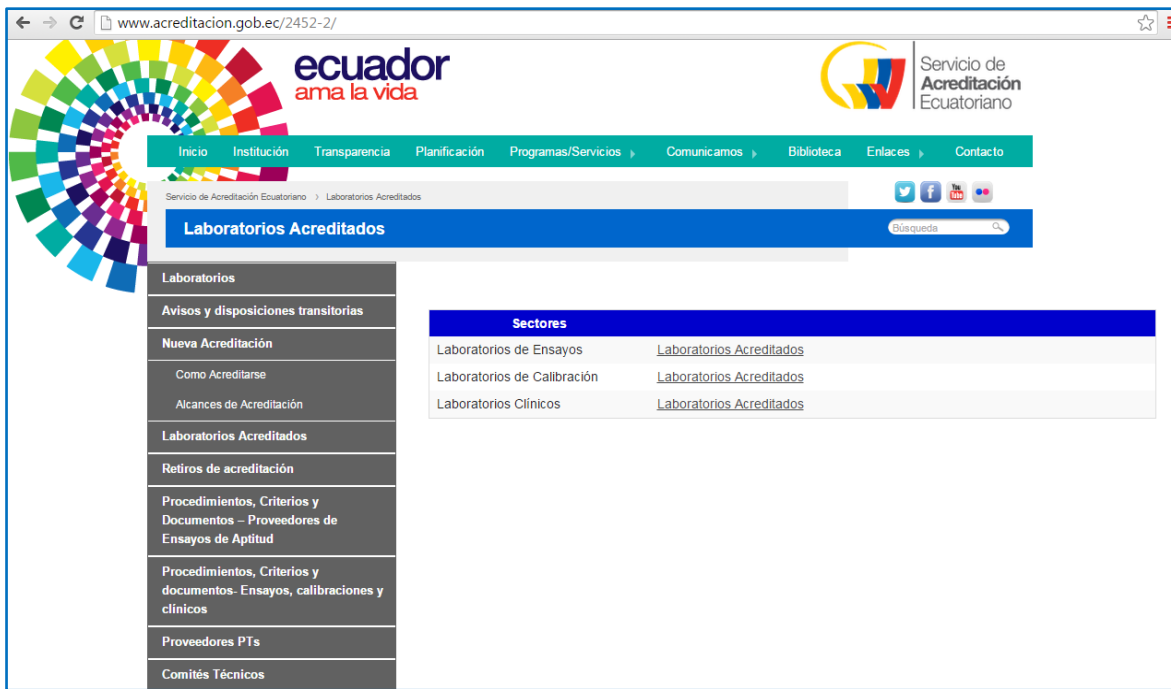 www.acreditacion.gob.ec/2452-2/
ecuador
ama la vida
Servicio de
Acreditación
Ecuatoriano
Inicio Institución Transparencia Planificación Programas/Servicios Comunicamos Biblioteca Enlaces Contacto
Servicio de Acreditación Ecuatoriano > Laboratorios Acreditados
You
Tube
Laboratorios Acreditados
Búsqueda
Laboratorios
Avisos y disposiciones transitorias
Nueva Acreditación
Como Acreditarse
Alcances de Acreditación
Laboratorios Acreditados
Retiros de acreditación
Procedimientos, Criterios y
Documentos – Proveedores de
Ensayos de Aptitud
Procedimientos, Criterios y
documentos- Ensayos, calibraciones y
clínicos
Proveedores PTs
Comités Técnicos
Sectores
Laboratorios de Ensayos Laboratorios Acreditados
Laboratorios de Calibración Laboratorios Acreditados
Laboratorios Clínicos Laboratorios Acreditados